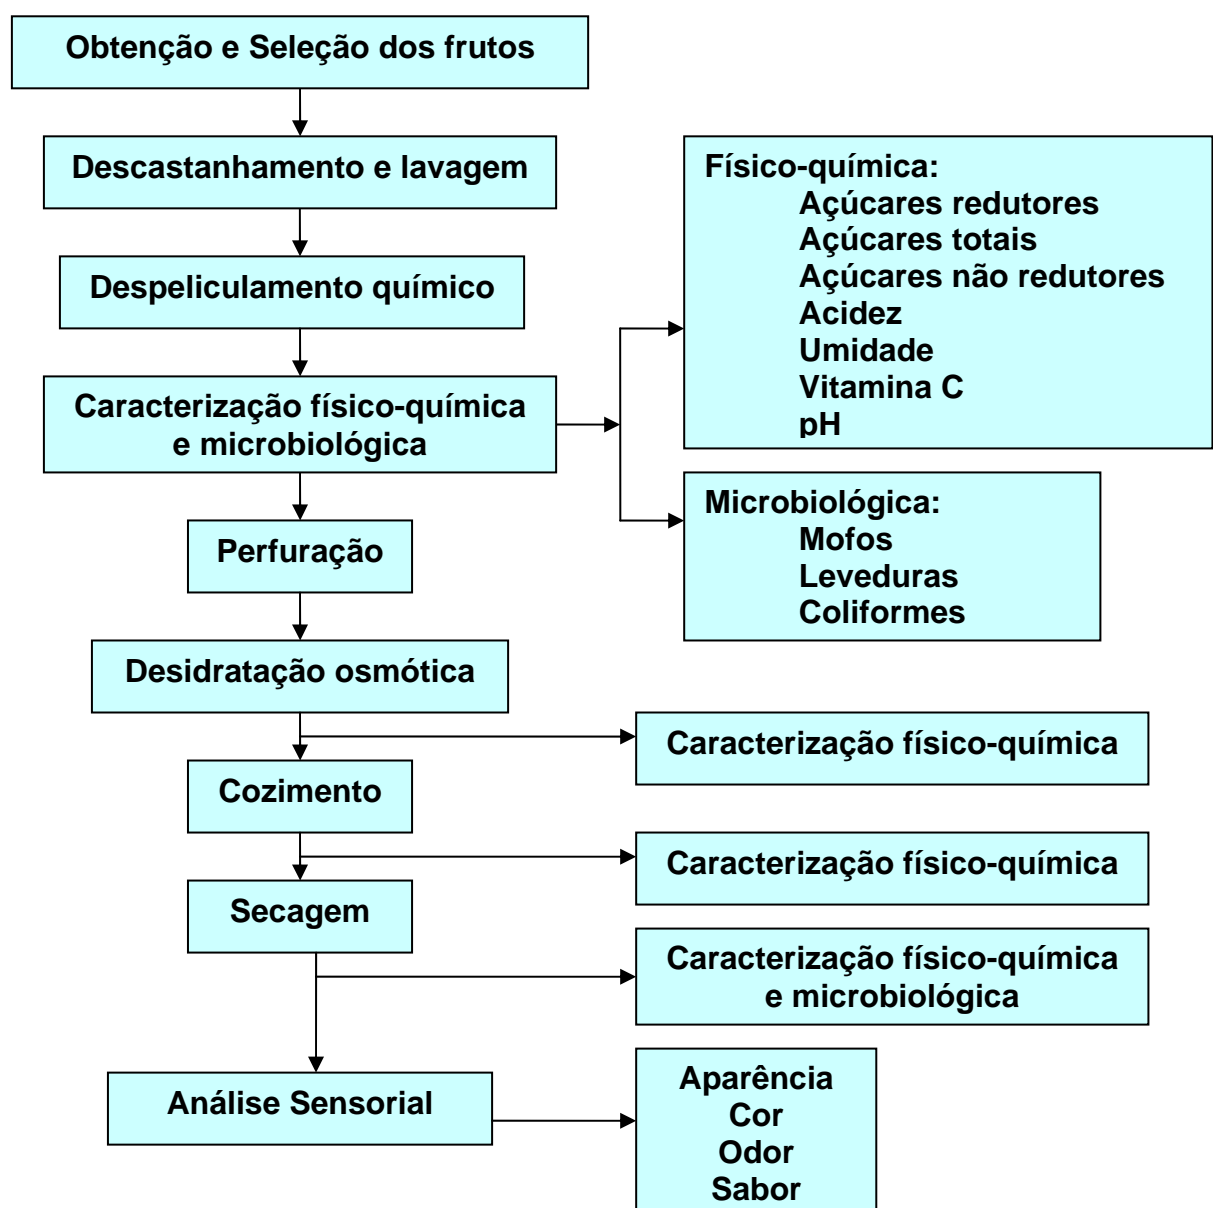 Obtenção e Seleção dos frutos
Descastanhamento e lavagem
Despeliculamento químico
Caracterização físico-química
e microbiológica
Físico-química:
Açúcares redutores
Açúcares totais
Açúcares não redutores
Acidez
Umidade
Vitamina C
pH
Microbiológica:
Mofos
Leveduras
Coliformes
Perfuração
Desidratação osmótica
Caracterização físico-química
Cozimento
Caracterização físico-química
Secagem
Caracterização físico-química
e microbiológica
Análise Sensorial
Aparência
Cor
Odor
Sabor